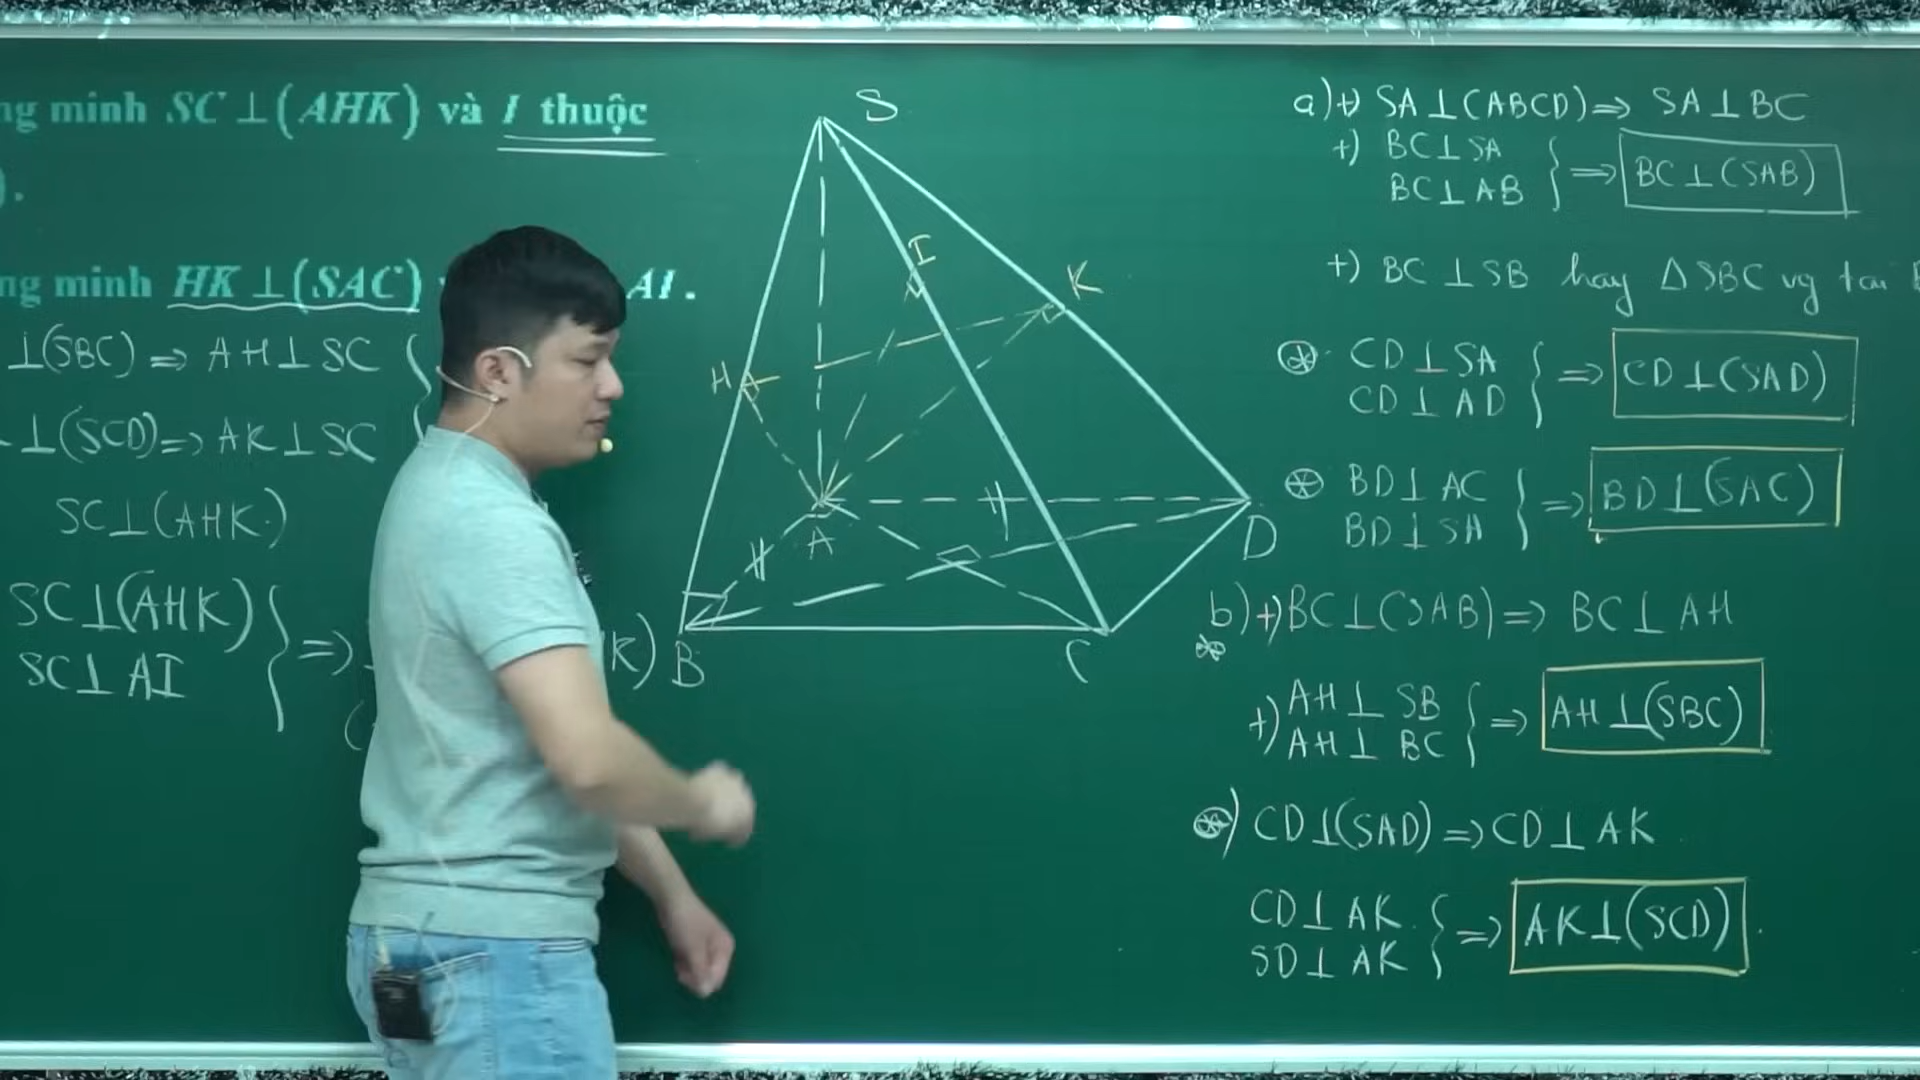 ng minh SC ⊥ (AHK) và I thuộc
).
ng minh HK ⊥ (SAC)
AI.
⊥(SBC) ⇒ AH ⊥ SC
⊥(SCD) ⇒ AK ⊥ SC
SC ⊥ (AHK)
SC ⊥ (AHK)
SC ⊥ AI
} ⇒
K)
S
I
K
H
A
D
B
C
a) +) SA ⊥ (ABCD) ⇒ SA ⊥ BC
+) BC ⊥ SA
BC ⊥ AB
} ⇒ BC ⊥ (SAB)
+) BC ⊥ SB hay Δ SBC vg tại
CD ⊥ SA
CD ⊥ AD
} ⇒ CD ⊥ (SAD)
BD ⊥ AC
BD ⊥ SA
} ⇒ BD ⊥ (SAC)
b) +) BC ⊥ (SAB) ⇒ BC ⊥ AH
+) AH ⊥ SB
AH ⊥ BC
} ⇒ AH ⊥ (SBC)
CD ⊥ (SAD) ⇒ CD ⊥ AK
CD ⊥ AK
SD ⊥ AK
} ⇒ AK ⊥ (SCD)